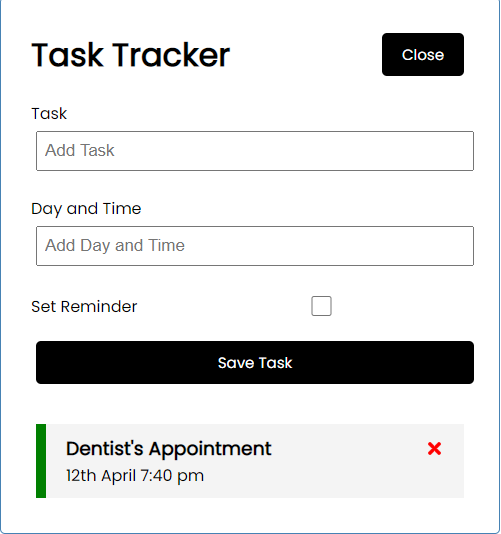 Task Tracker
Close
Task
Add Task
Day and Time
Add Day and Time
Set Reminder
Save Task
Dentist's Appointment
12th April 7:40 pm